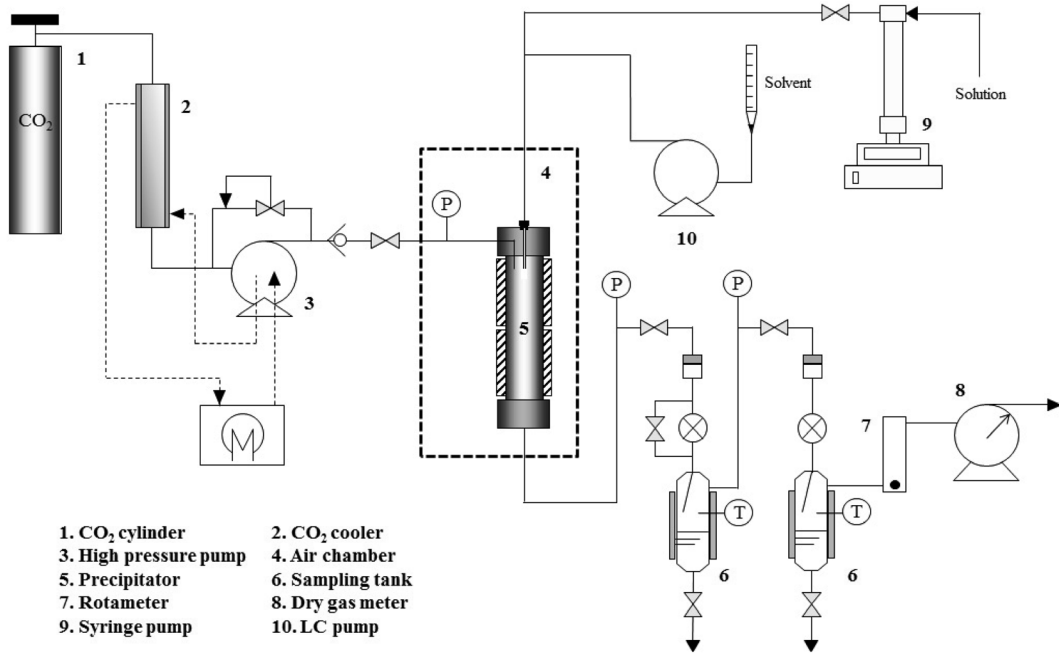 1
CO₂
2
3
P
4
5
Solvent
10
Solution
9
P
P
T
T
6
6
7
8
1. CO₂ cylinder
2. CO₂ cooler
3. High pressure pump
4. Air chamber
5. Precipitator
6. Sampling tank
7. Rotameter
8. Dry gas meter
9. Syringe pump
10. LC pump